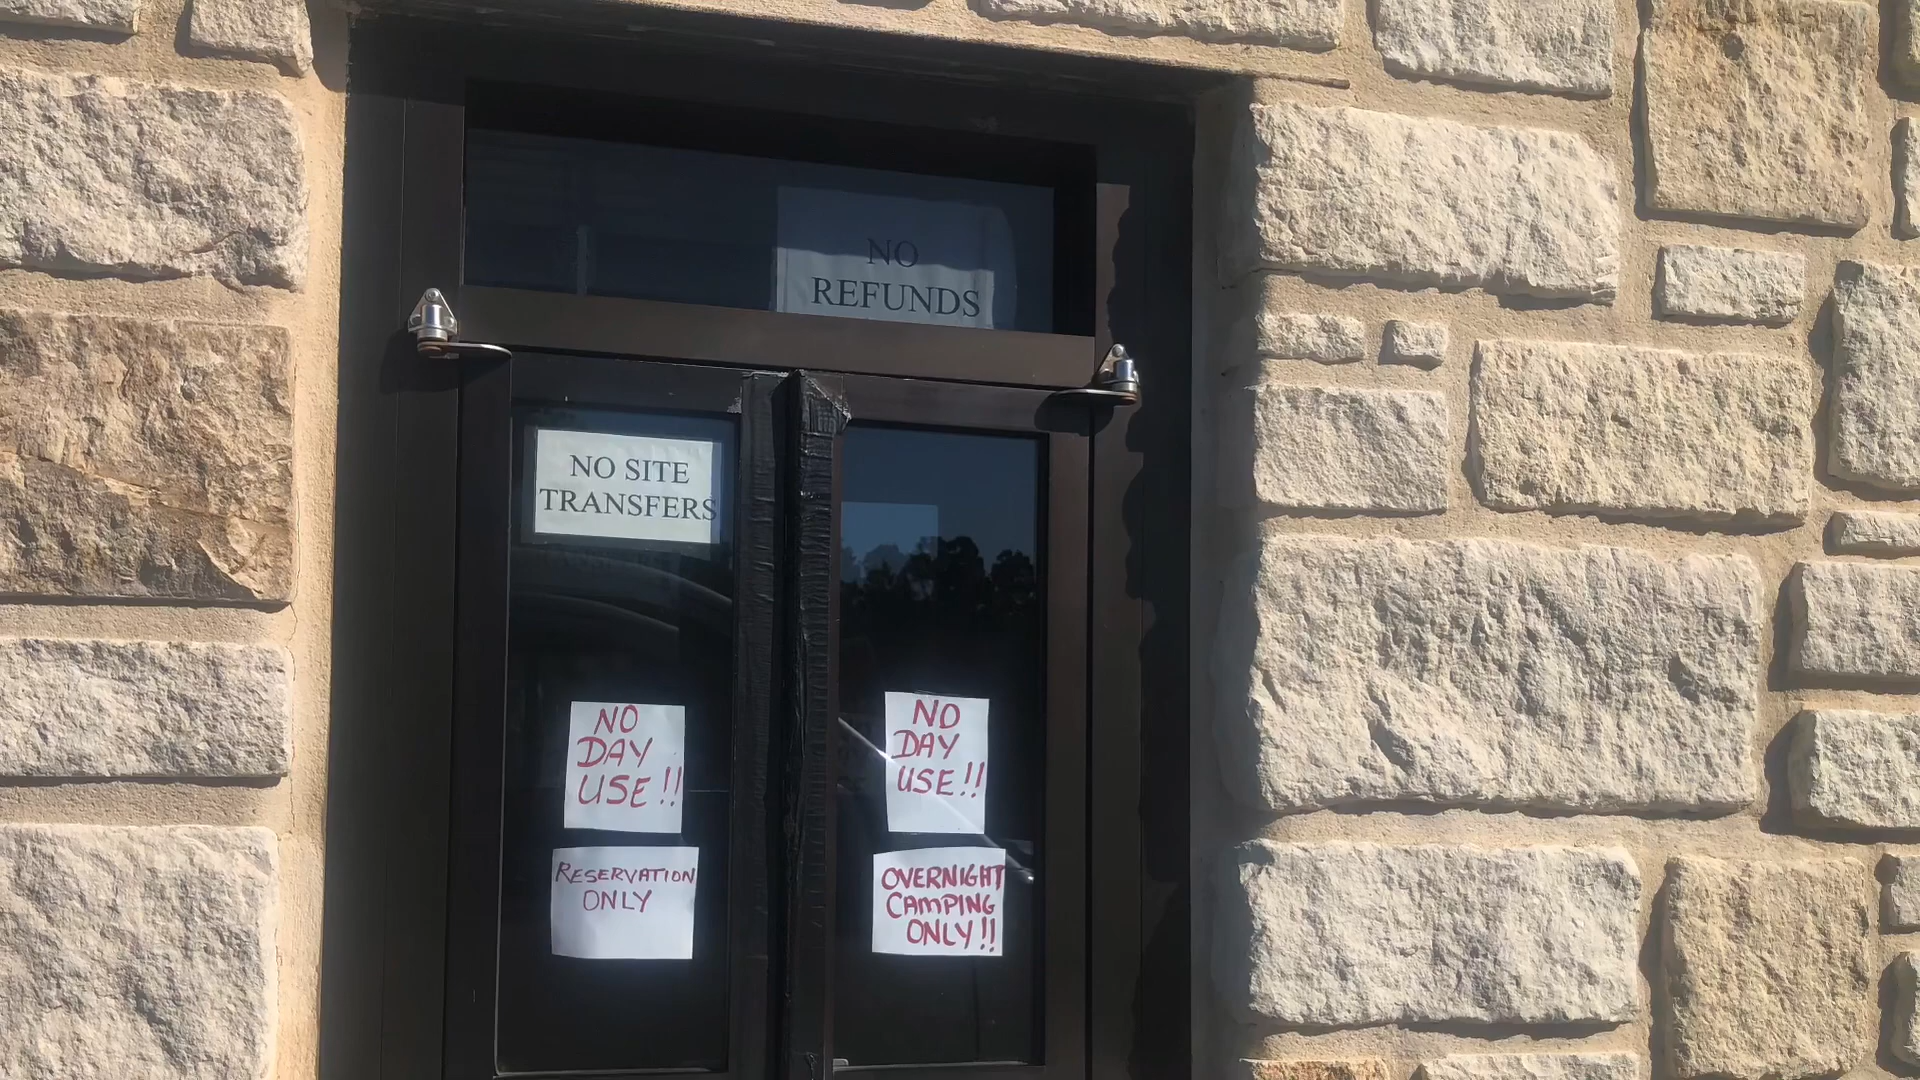 NO
REFUNDS
NO SITE
TRANSFERS
NO
DAY
USE!!
RESERVATION
ONLY
NO
DAY
USE!!
OVERNIGHT
CAMPING
ONLY!!